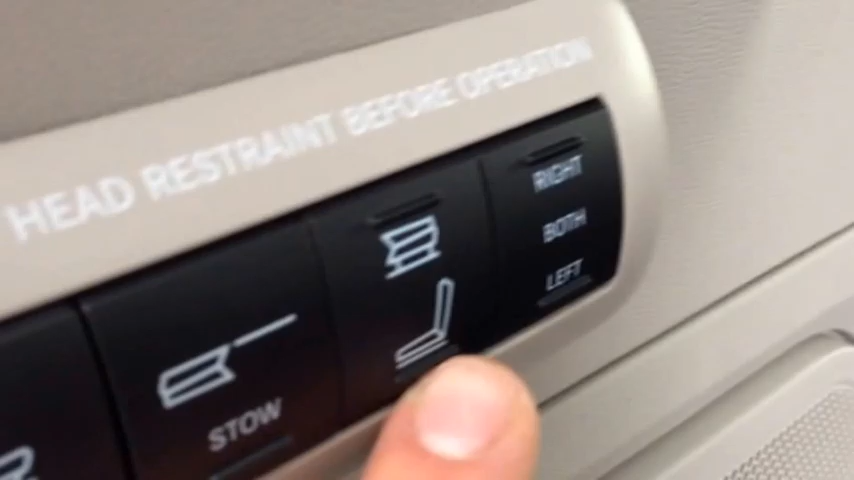 HEAD RESTRAINT BEFORE OPERATION
STOW
RIGHT
BOTH
LEFT